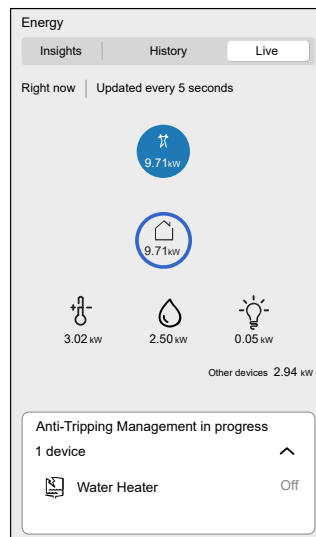 Energy
Insights History Live
Right now Updated every 5 seconds
9.71kW
9.71kW
3.02 kW 2.50 kW 0.05 kW
Other devices 2.94 kW
Anti-Tripping Management in progress
1 device
Water Heater Off